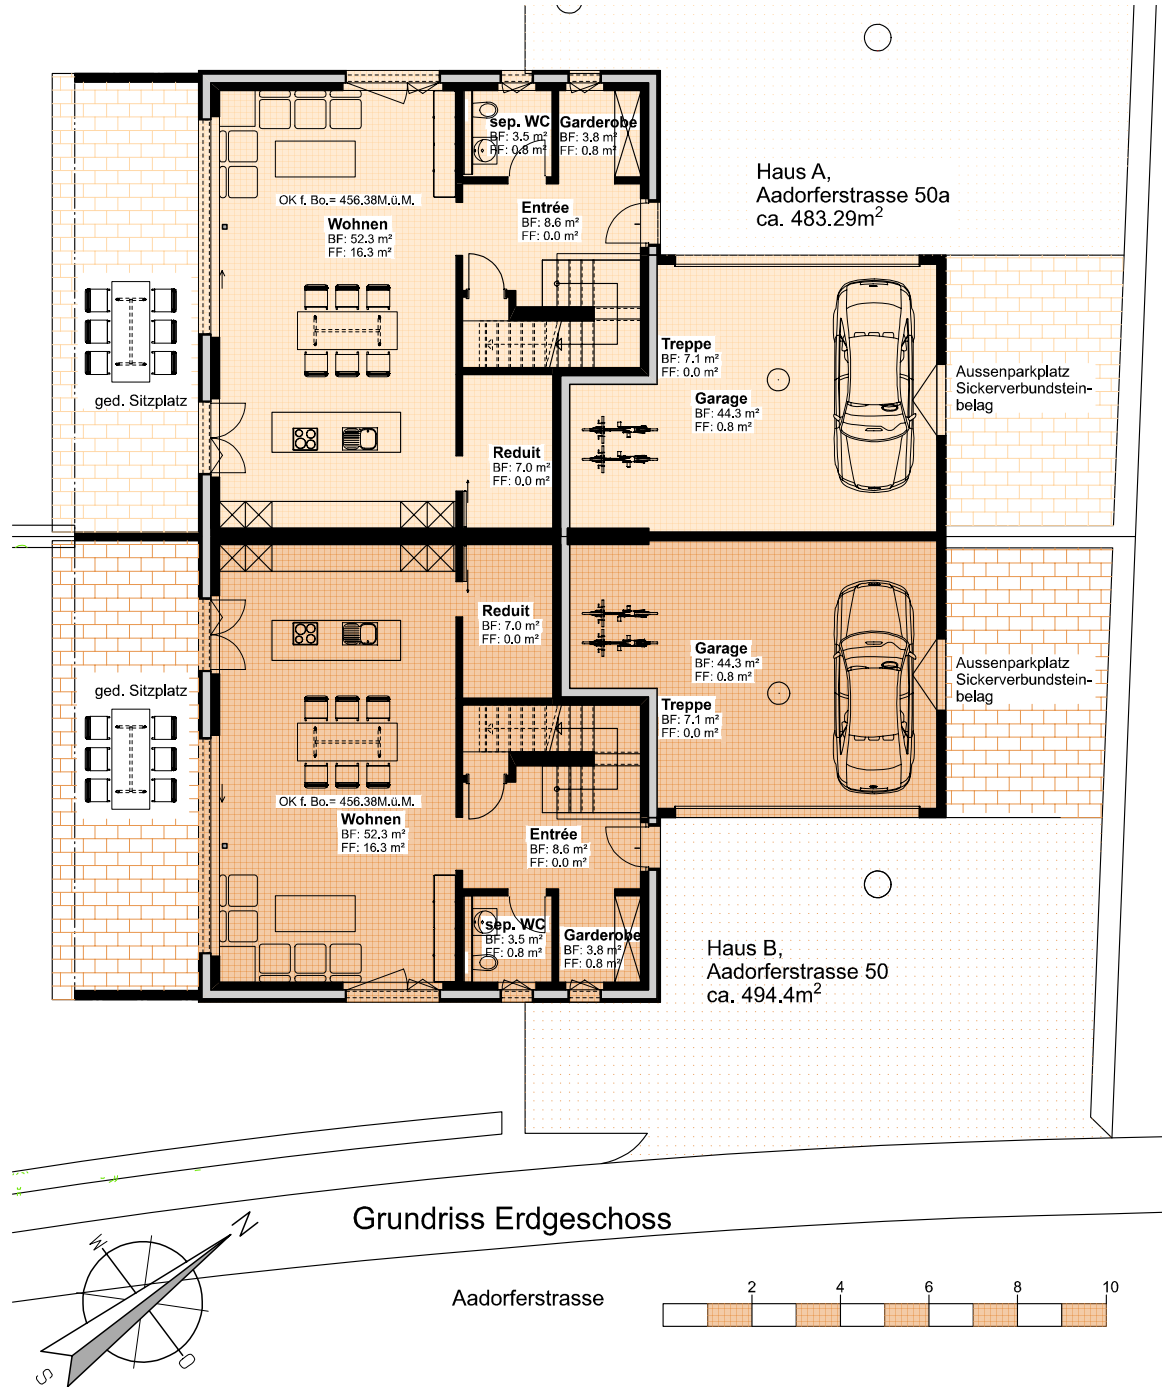 sep. WC
BF: 3.5 m²
FF: 0.8 m²
Garderobe
BF: 3.8 m²
FF: 0.8 m²
Haus A,
Aadorferstrasse 50a
ca. 483.29m²
OK f. Bo.= 456.38M.ü.M.
Wohnen
BF: 52.3 m²
FF: 16.3 m²
Entrée
BF: 8.6 m²
FF: 0.0 m²
Treppe
BF: 7.1 m²
FF: 0.0 m²
Garage
BF: 44.3 m²
FF: 0.8 m²
Aussenparkplatz
Sickerverbundstein-
belag
ged. Sitzplatz
Reduit
BF: 7.0 m²
FF: 0.0 m²
Reduit
BF: 7.0 m²
FF: 0.0 m²
Garage
BF: 44.3 m²
FF: 0.8 m²
Aussenparkplatz
Sickerverbundstein-
belag
ged. Sitzplatz
Treppe
BF: 7.1 m²
FF: 0.0 m²
OK f. Bo.= 456.38M.ü.M.
Wohnen
BF: 52.3 m²
FF: 16.3 m²
Entrée
BF: 8.6 m²
FF: 0.0 m²
sep. WC
BF: 3.5 m²
FF: 0.8 m²
Garderobe
BF: 3.8 m²
FF: 0.8 m²
Haus B,
Aadorferstrasse 50
ca. 494.4m²
Grundriss Erdgeschoss
N
W
O
S
Aadorferstrasse
2 4 6 8 10